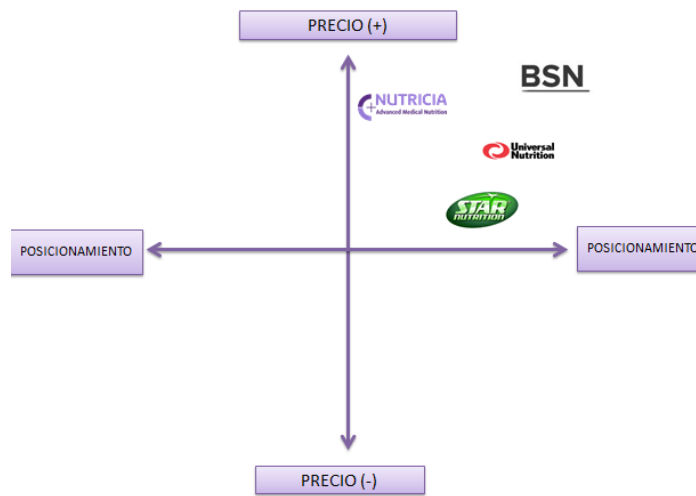 PRECIO (+)
BSN
NUTRICIA
Advanced Medical Nutrition
Universal
Nutrition
STAR
NUTRITION
POSICIONAMIENTO
POSICIONAMIENTO
PRECIO (-)